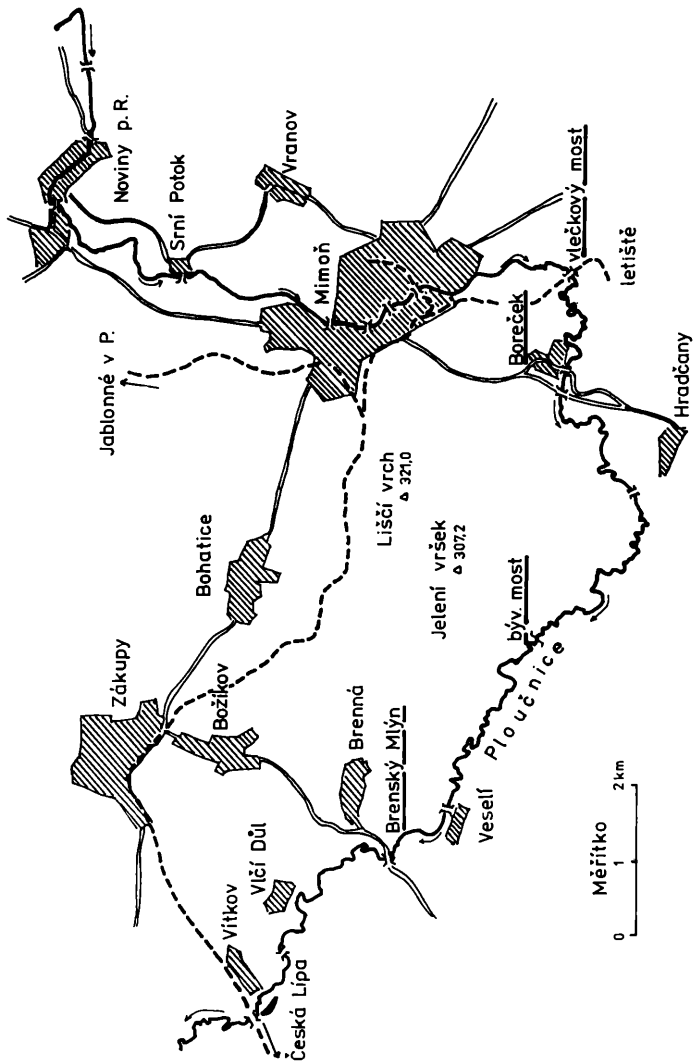 Noviny p.R.
Srní Potok
Vranov
Jablonné v P.
Mimoň
vlečkový most
letiště
Boreček
Hradčany
Bohatice
Liščí vrch
321,0
Jelení vršek
307,2
býv. most
Zákupy
Božíkov
Brenná
Brenský Mlýn
Ploučnice
Veselí
Vlčí Důl
Vítkov
Česká Lípa
Měřítko
0 1 2 km